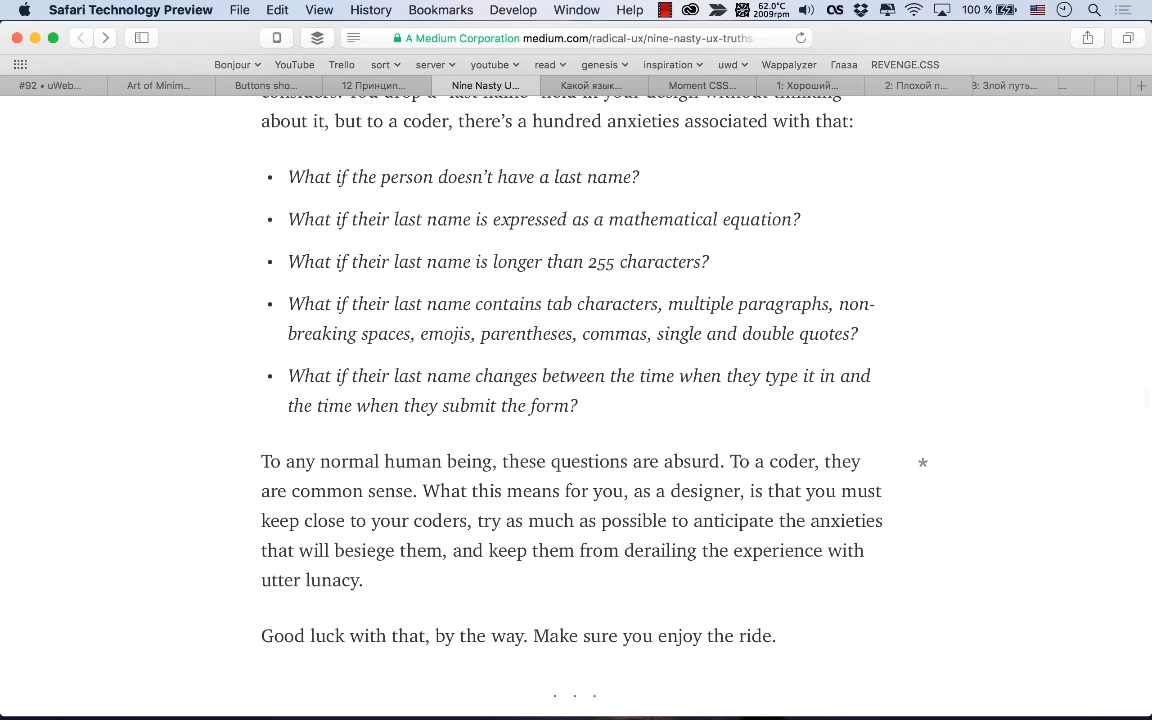 Safari Technology Preview File Edit View History Bookmarks Develop Window Help 62.0°C 2009rpm 100 %
A Medium Corporation medium.com/radical-ux/nine-nasty-ux-truths
Bonjour YouTube Trello sort server youtube read genesis inspiration uwd Wappalyzer Глаза REVENGE.CSS
#92 • uWeb... Art of Minim... Buttons sho... 12 Принцип... Nine Nasty U... Какой язык... Moment CSS... 1: Хороший... 2: Плохой п... 3: Злой путь... ...
about it, but to a coder, there’s a hundred anxieties associated with that:
• What if the person doesn’t have a last name?
• What if their last name is expressed as a mathematical equation?
• What if their last name is longer than 255 characters?
• What if their last name contains tab characters, multiple paragraphs, non-
breaking spaces, emojis, parentheses, commas, single and double quotes?
• What if their last name changes between the time when they type it in and
the time when they submit the form?
To any normal human being, these questions are absurd. To a coder, they *
are common sense. What this means for you, as a designer, is that you must
keep close to your coders, try as much as possible to anticipate the anxieties
that will besiege them, and keep them from derailing the experience with
utter lunacy.
Good luck with that, by the way. Make sure you enjoy the ride.
. . .